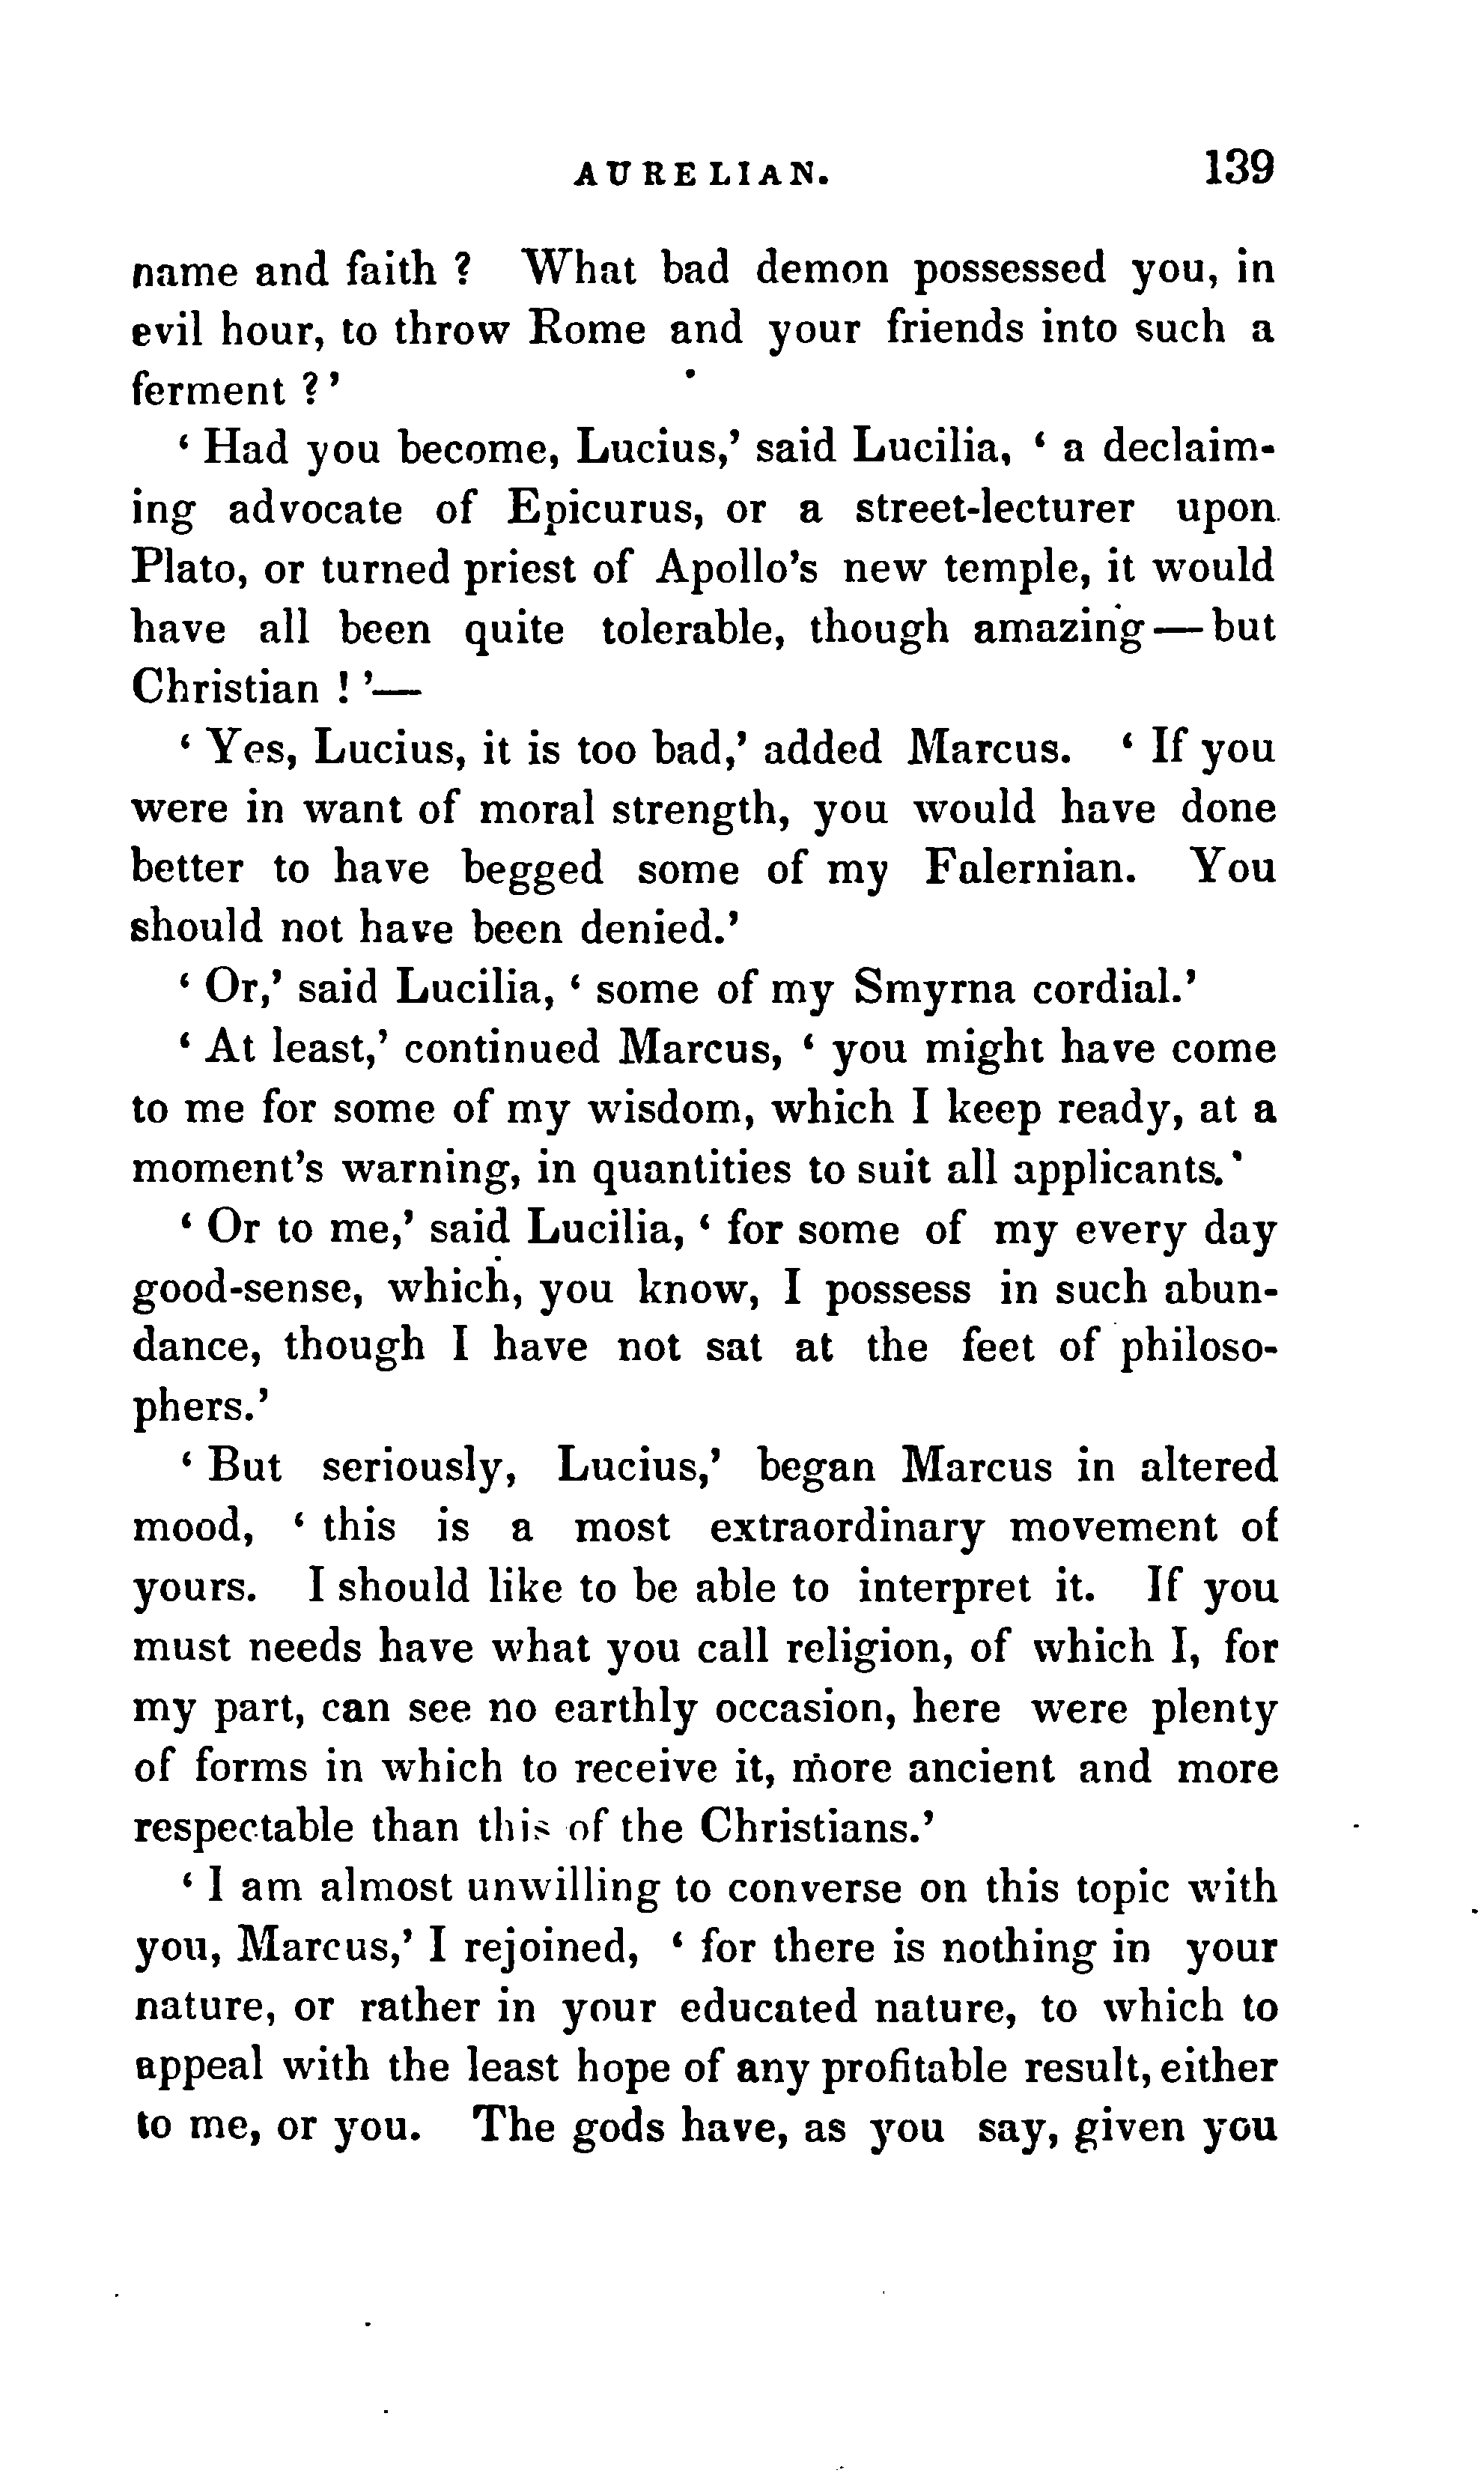 AURELIAN. 139
name and faith ? What bad demon possessed you, in
evil hour, to throw Rome and your friends into such a
ferment ?’
‘ Had you become, Lucius,’ said Lucilia, ‘ a declaim-
ing advocate of Epicurus, or a street-lecturer upon
Plato, or turned priest of Apollo’s new temple, it would
have all been quite tolerable, though amazing — but
Christian ! ’—
‘ Yes, Lucius, it is too bad,’ added Marcus. ‘ If you
were in want of moral strength, you would have done
better to have begged some of my Falernian. You
should not have been denied.’
‘ Or,’ said Lucilia, ‘ some of my Smyrna cordial.’
‘ At least,’ continued Marcus, ‘ you might have come
to me for some of my wisdom, which I keep ready, at a
moment’s warning, in quantities to suit all applicants.’
‘ Or to me,’ said Lucilia, ‘ for some of my every day
good-sense, which, you know, I possess in such abun-
dance, though I have not sat at the feet of philoso-
phers.’
‘ But seriously, Lucius,’ began Marcus in altered
mood, ‘ this is a most extraordinary movement of
yours. I should like to be able to interpret it. If you
must needs have what you call religion, of which I, for
my part, can see no earthly occasion, here were plenty
of forms in which to receive it, more ancient and more
respectable than this of the Christians.’
‘ I am almost unwilling to converse on this topic with
you, Marcus,’ I rejoined, ‘ for there is nothing in your
nature, or rather in your educated nature, to which to
appeal with the least hope of any profitable result, either
to me, or you. The gods have, as you say, given you